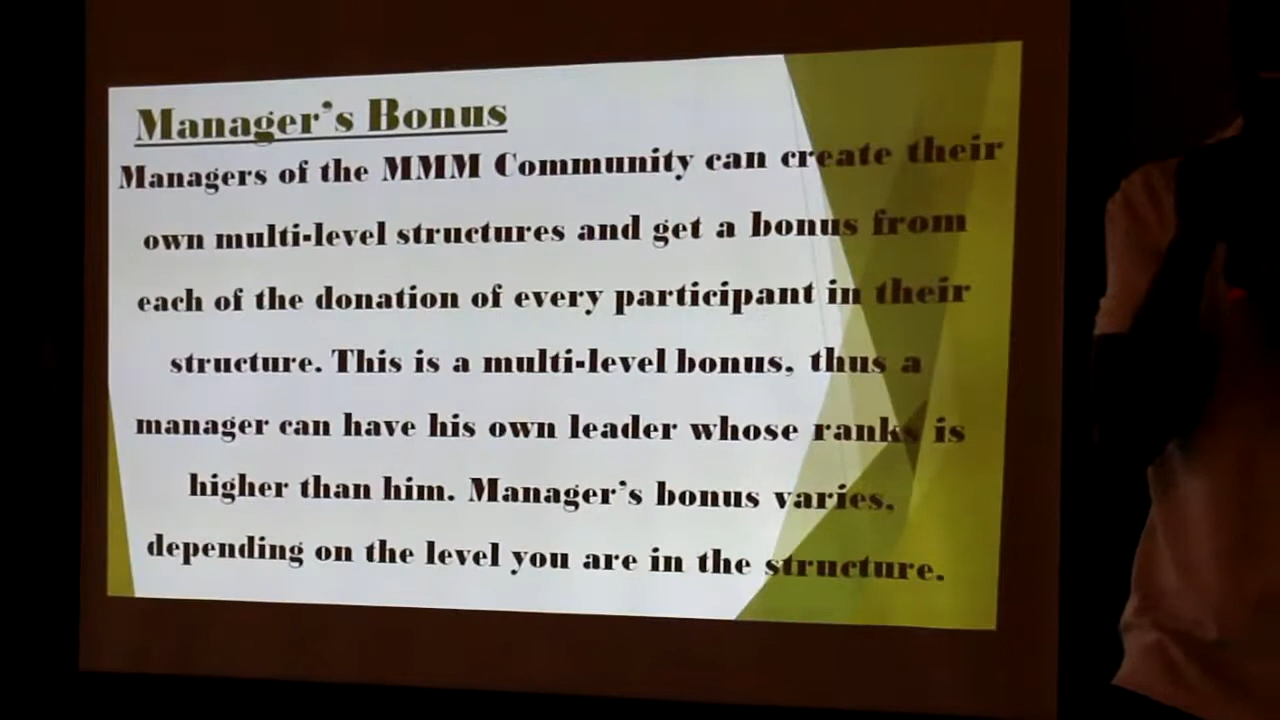 Manager's Bonus
Managers of the MMM Community can create their
own multi-level structures and get a bonus from
each of the donation of every participant in their
structure. This is a multi-level bonus, thus a
manager can have his own leader whose ranks is
higher than him. Manager's bonus varies,
depending on the level you are in the structure.